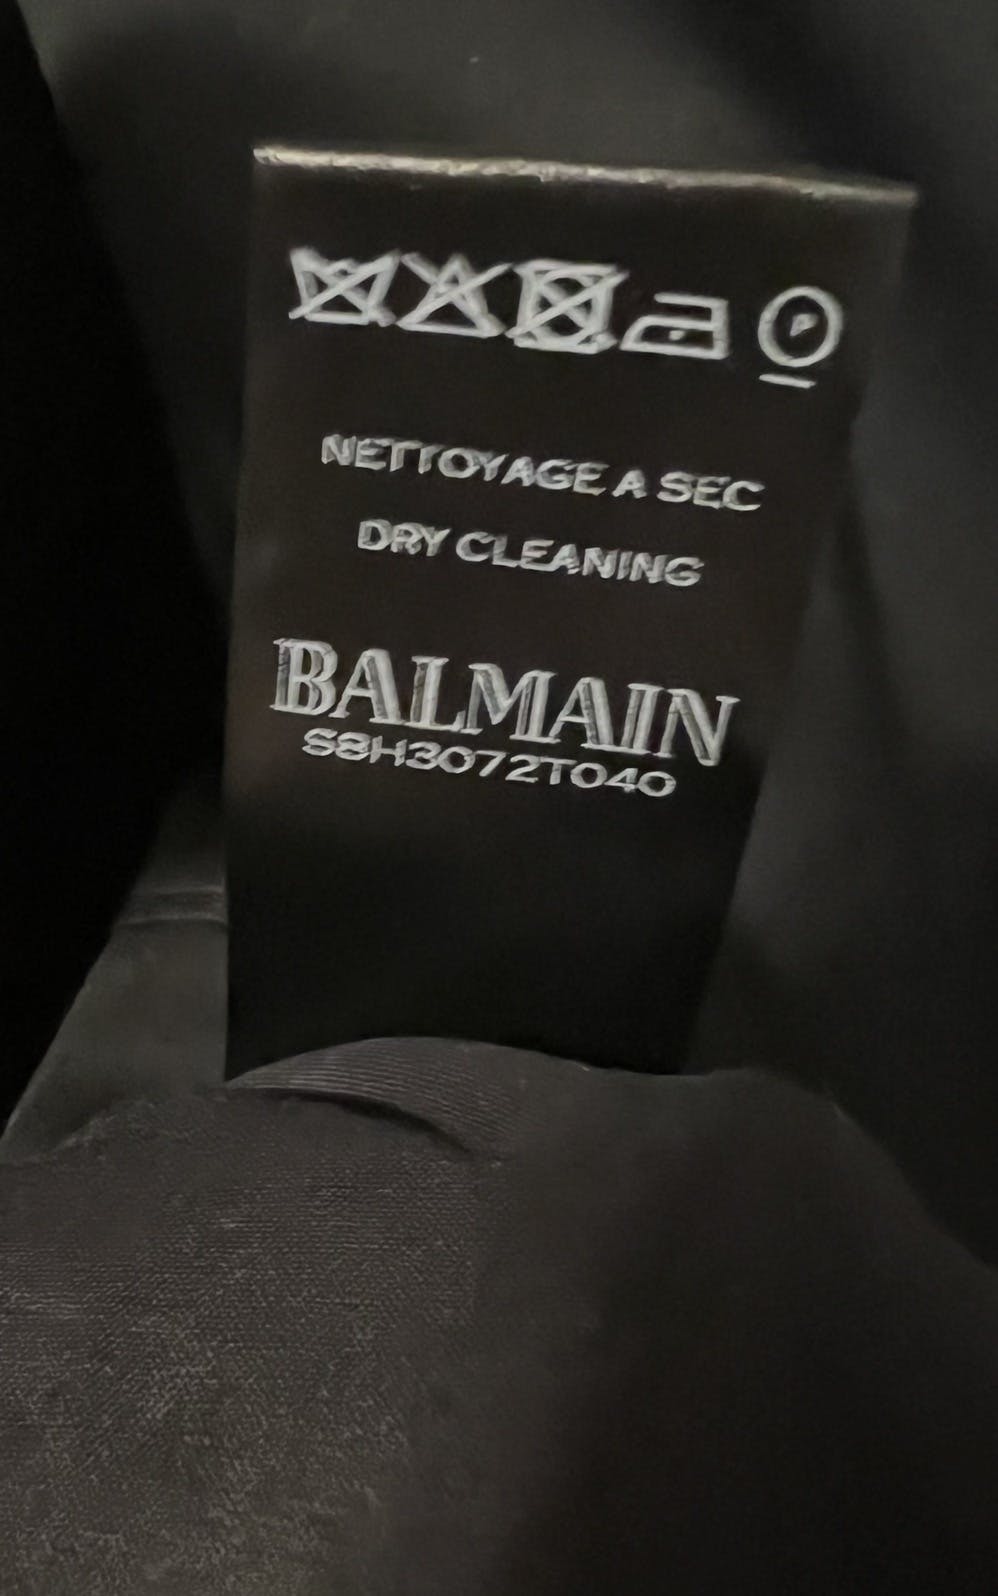 P
NETTOYAGE A SEC
DRY CLEANING
BALMAIN
S8H3072T040